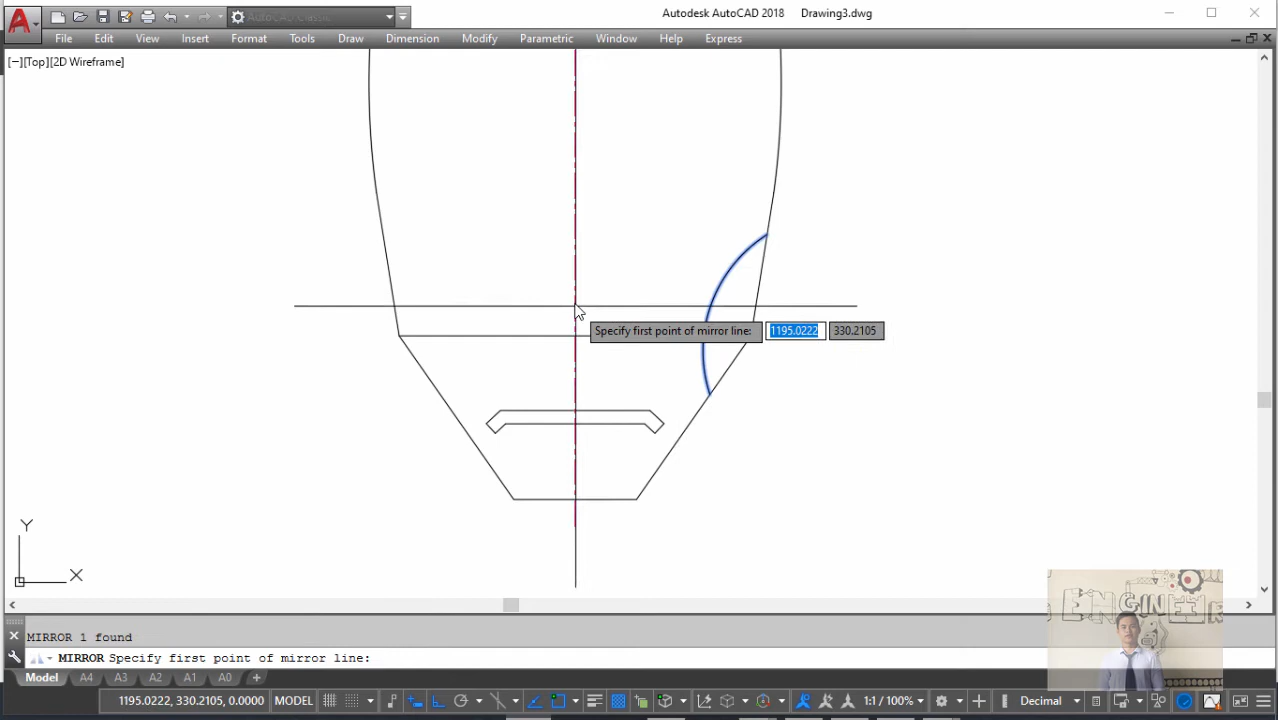 Autodesk AutoCAD 2018 Drawing3.dwg
AutoCAD Classic
File Edit View Insert Format Tools Draw Dimension Modify Parametric Window Help Express
[−][Top][2D Wireframe]
Specify first point of mirror line: 1195.0222 330.2105
Y
X
MIRROR 1 found
MIRROR Specify first point of mirror line:
Model A4 A3 A2 A1 A0 +
1195.0222, 330.2105, 0.0000 MODEL 1:1 / 100% Decimal